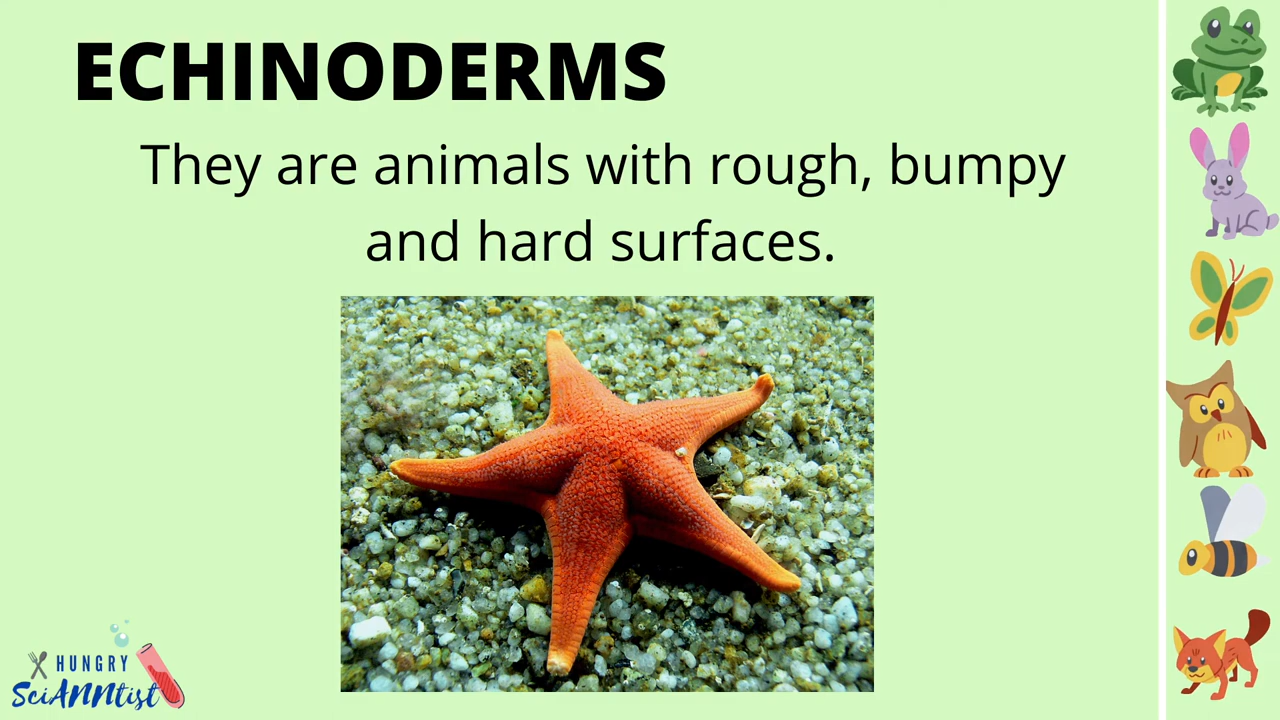 ECHINODERMS
They are animals with rough, bumpy
and hard surfaces.
HUNGRY
SciANNtist